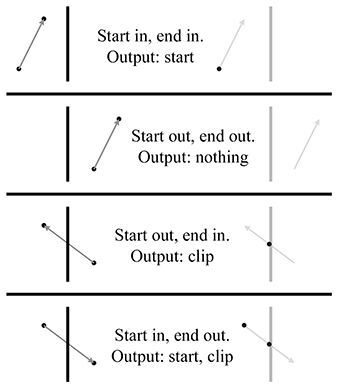 Start in, end in.
Output: start
Start out, end out.
Output: nothing
Start out, end in.
Output: clip
Start in, end out.
Output: start, clip